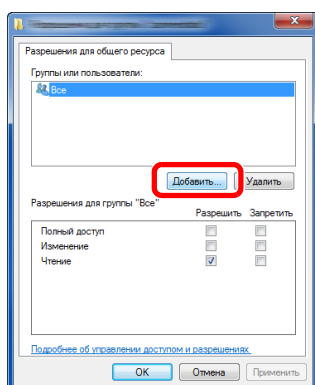 Разрешения для общего ресурса
Группы или пользователи:
Все
Добавить... Удалить
Разрешения для группы "Все"
Разрешить Запретить
Полный доступ
Изменение
Чтение
Подробнее об управлении доступом и разрешениях.
OK Отмена Применить